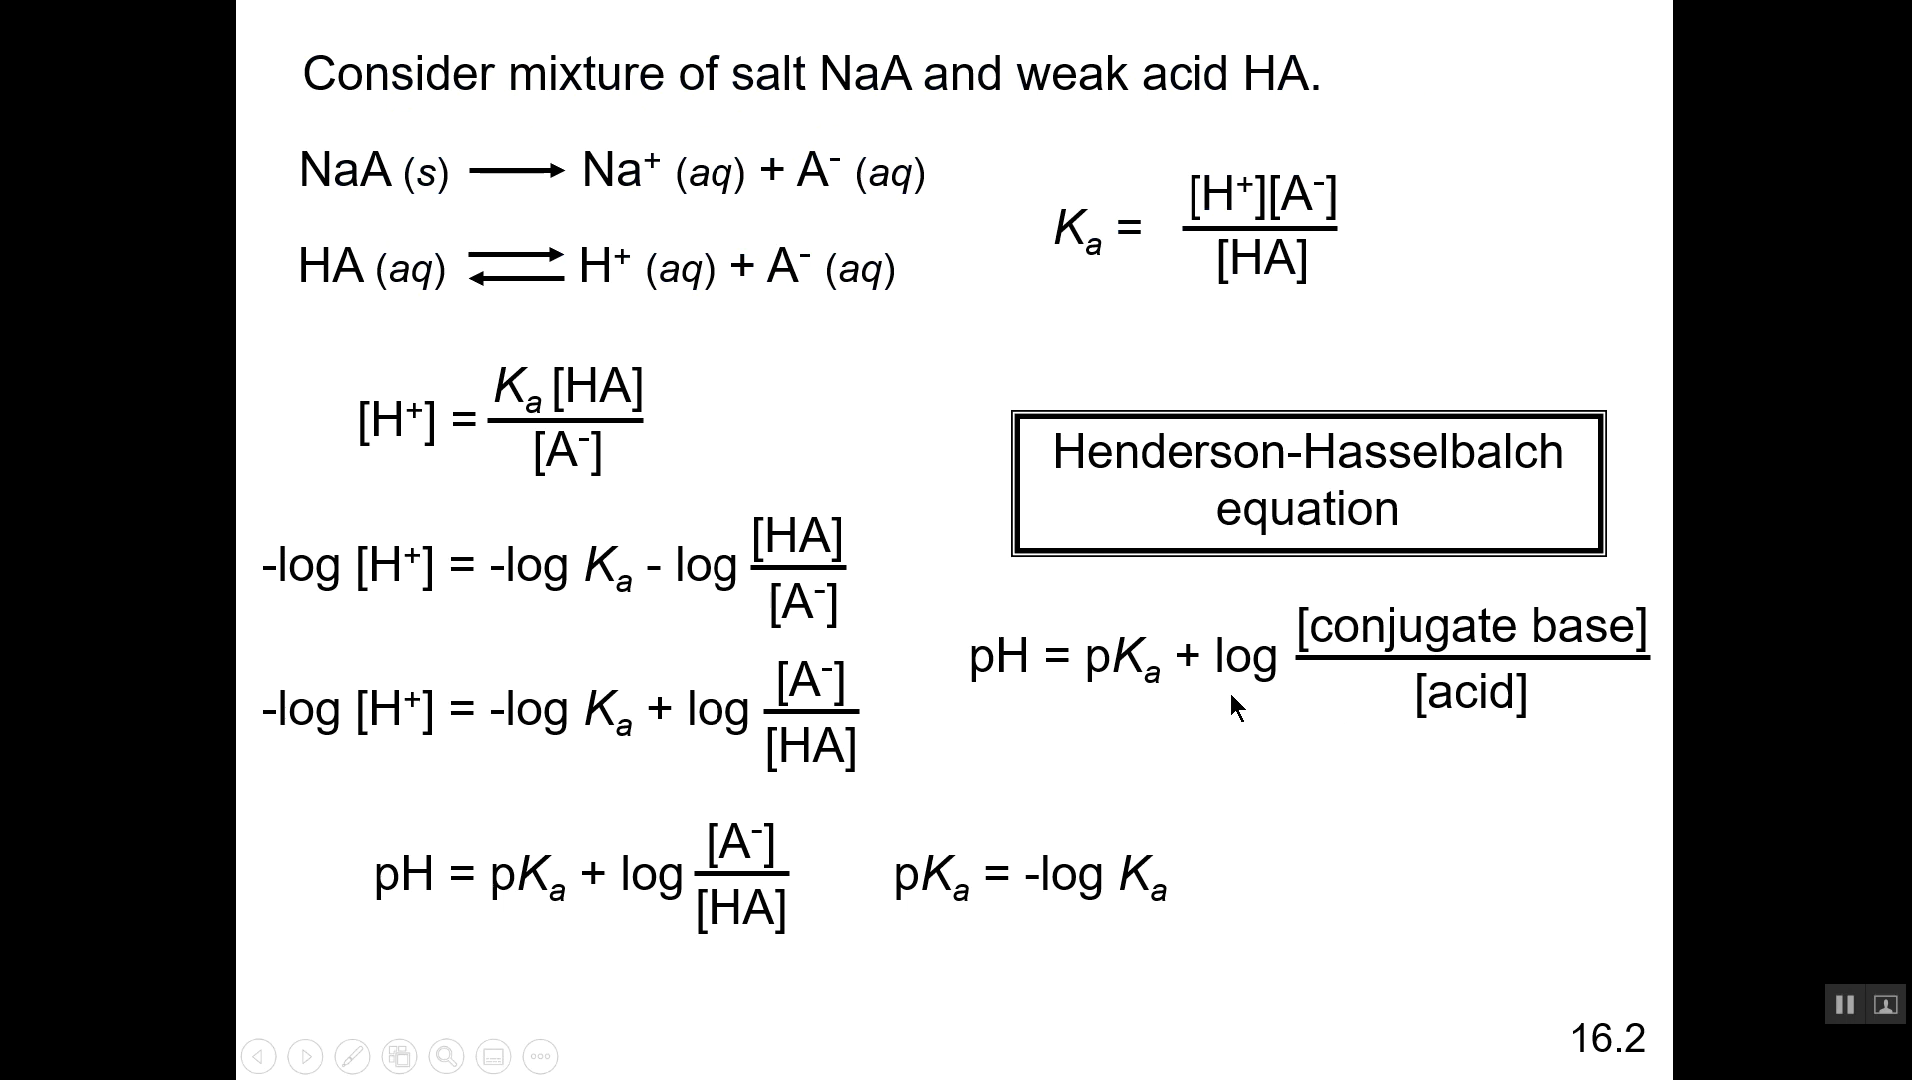 Consider mixture of salt NaA and weak acid HA.
NaA (s) ⟶ Na⁺ (aq) + A⁻ (aq)
HA (aq) ⇌ H⁺ (aq) + A⁻ (aq)
Kₐ = [H⁺][A⁻] / [HA]
[H⁺] = Kₐ [HA] / [A⁻]
-log [H⁺] = -log Kₐ - log [HA] / [A⁻]
-log [H⁺] = -log Kₐ + log [A⁻] / [HA]
pH = pKₐ + log [A⁻] / [HA]
pKₐ = -log Kₐ
Henderson-Hasselbalch
equation
pH = pKₐ + log [conjugate base] / [acid]
16.2